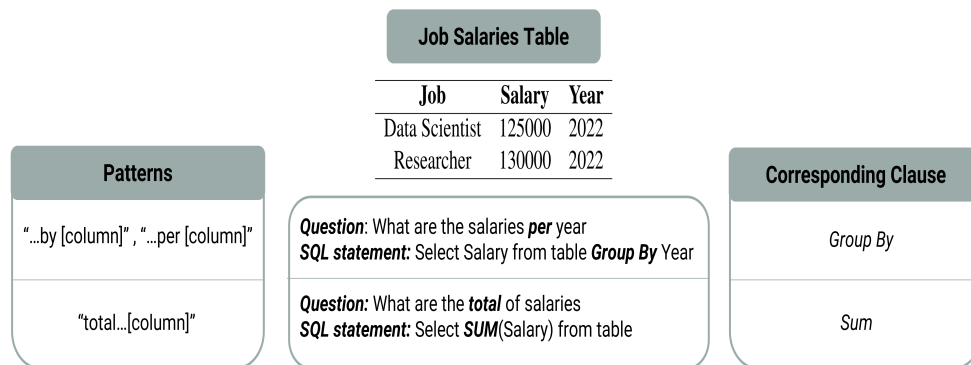 Job Salaries Table
Job Salary Year
Data Scientist 125000 2022
Researcher 130000 2022
Patterns
"...by [column]" , "...per [column]"
"total...[column]"
Question: What are the salaries per year
SQL statement: Select Salary from table Group By Year
Question: What are the total of salaries
SQL statement: Select SUM(Salary) from table
Corresponding Clause
Group By
Sum